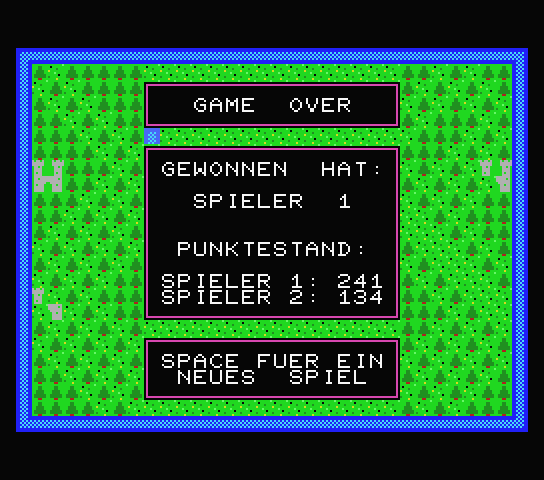 GAME OVER
GEWONNEN HAT:
SPIELER 1
PUNKTESTAND:
SPIELER 1: 241
SPIELER 2: 134
SPACE FUER EIN
NEUES SPIEL